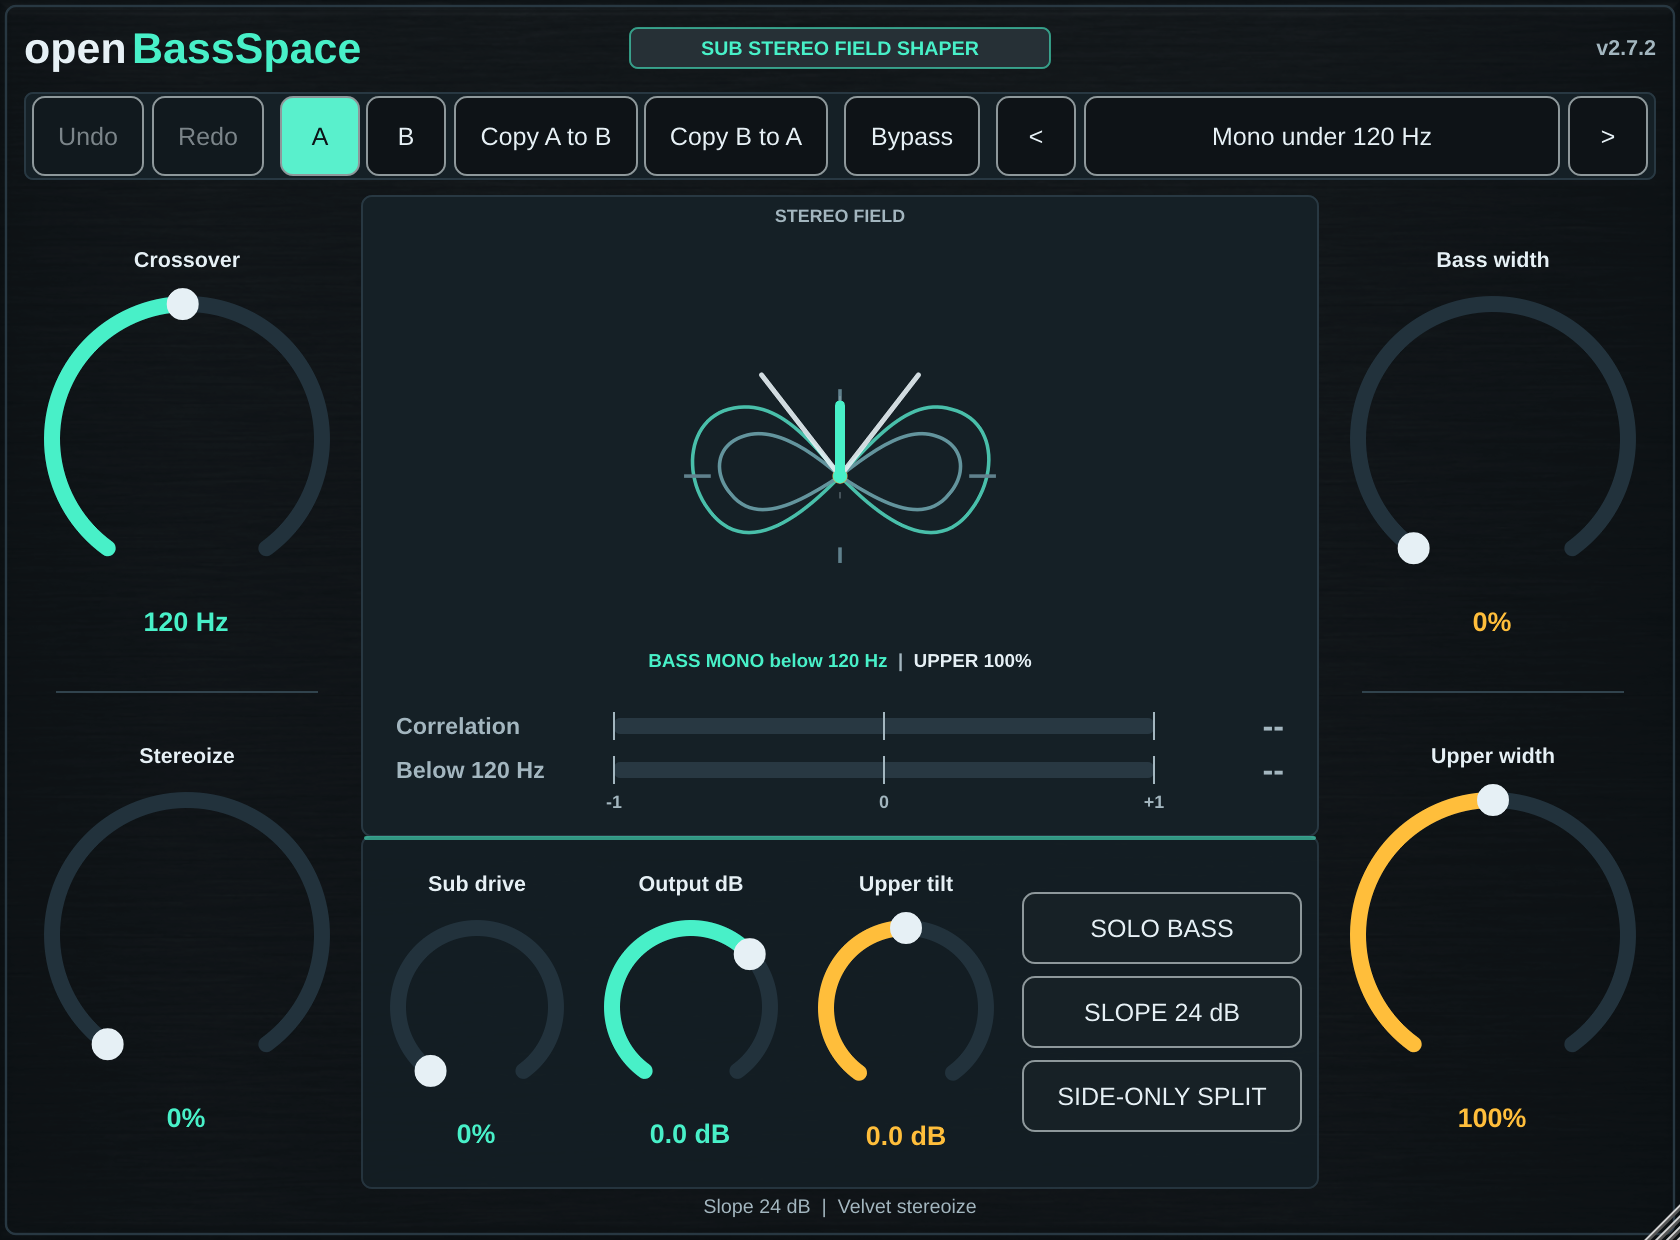 openBassSpace
SUB STEREO FIELD SHAPER
v2.7.2
Undo
Redo
A
B
Copy A to B
Copy B to A
Bypass
<
Mono under 120 Hz
>
STEREO FIELD
Crossover
120 Hz
Bass width
0%
BASS MONO below 120 Hz | UPPER 100%
Correlation
--
Below 120 Hz
--
-1
0
+1
Stereoize
0%
Upper width
100%
Sub drive
0%
Output dB
0.0 dB
Upper tilt
0.0 dB
SOLO BASS
SLOPE 24 dB
SIDE-ONLY SPLIT
Slope 24 dB | Velvet stereoize